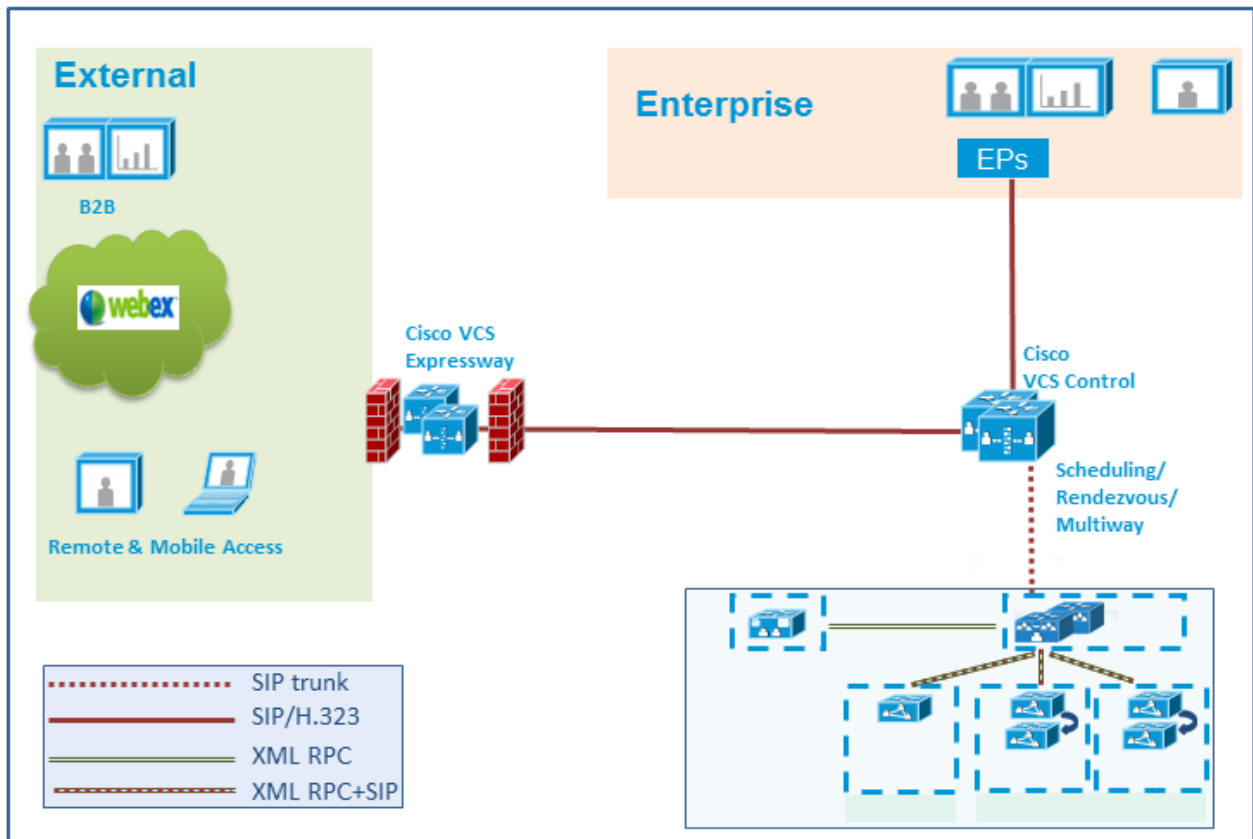 External
B2B
webex
Remote & Mobile Access
Enterprise
EPs
Cisco VCS
Expressway
Cisco
VCS Control
Scheduling/
Rendezvous/
Multiway
SIP trunk
SIP/H.323
XML RPC
XML RPC+SIP